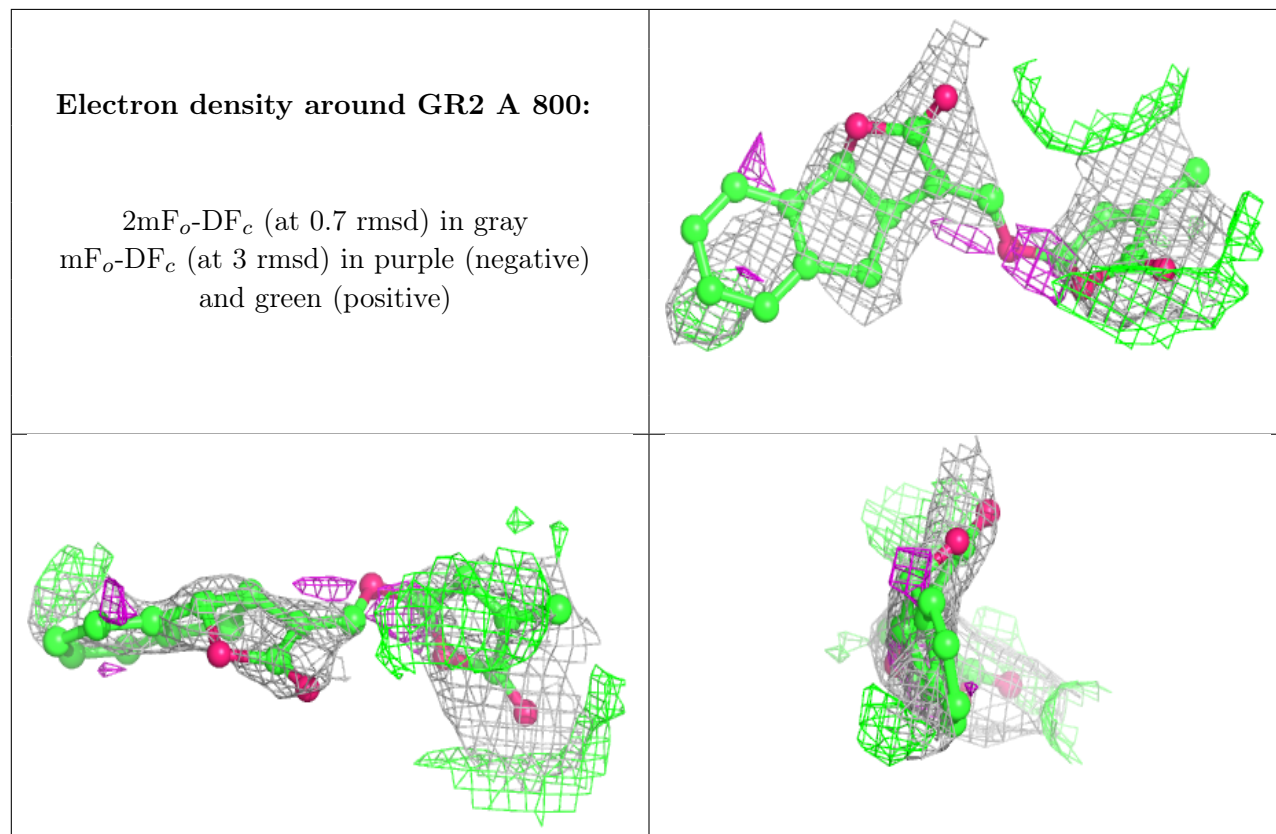 Electron density around GR2 A 800:
2mFo-DFc (at 0.7 rmsd) in gray
mFo-DFc (at 3 rmsd) in purple (negative)
and green (positive)